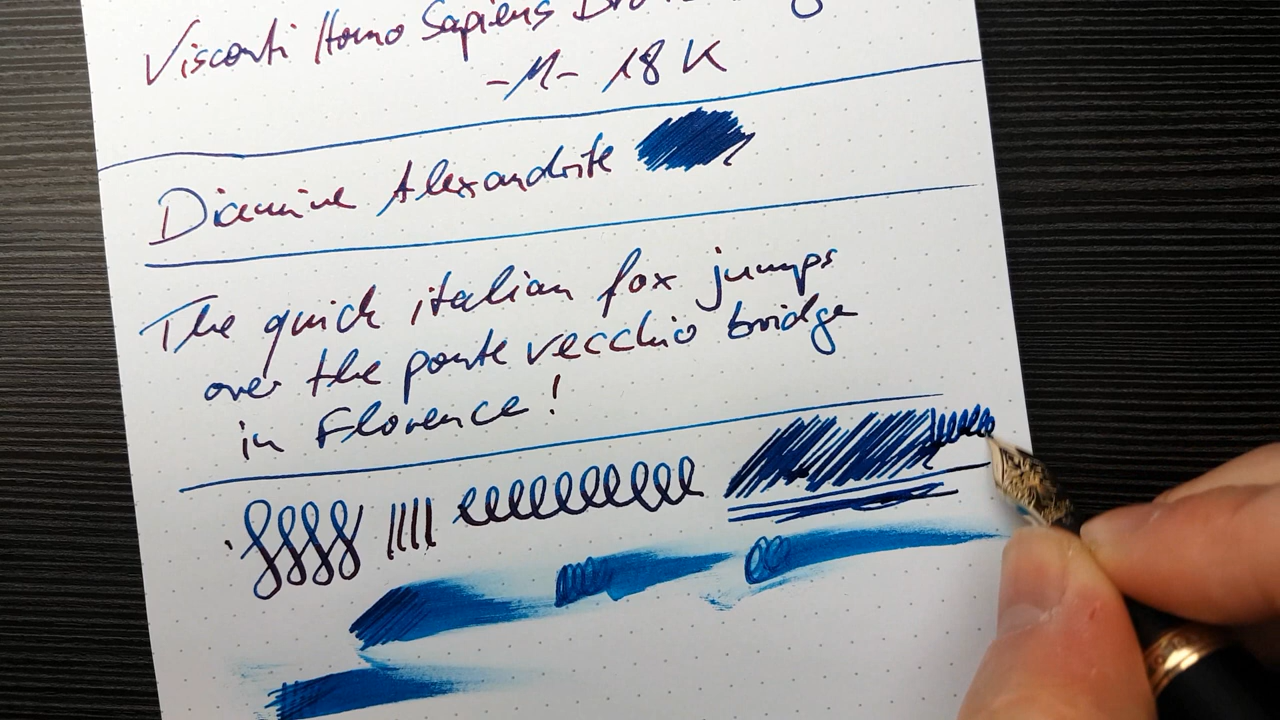 Visconti Homo Sapiens
-M- 18 K
Diamine Alexandrite
The quick italian fox jumps
over the ponte vecchio bridge
in Florence!